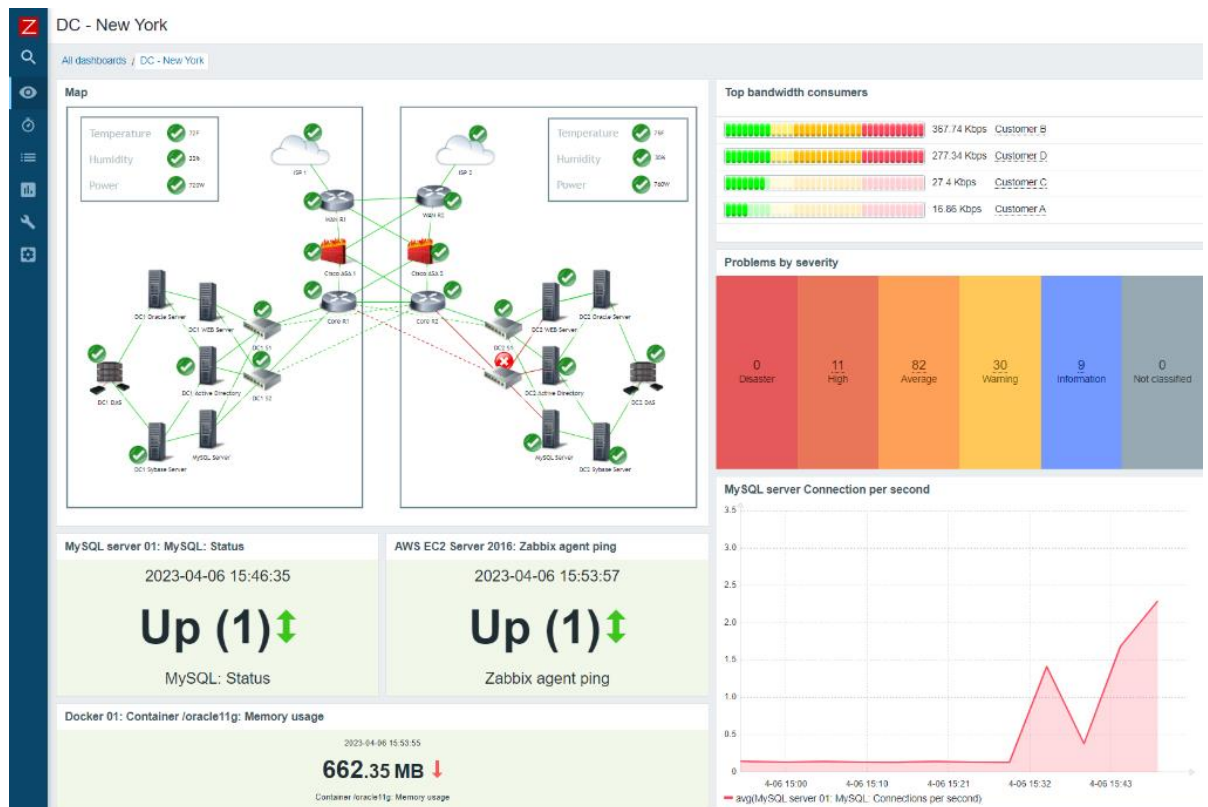 Z
DC - New York
All dashboards / DC - New York
Map
Temperature 72F
Humidity
Power 720W
Temperature
Humidity
Power 760W
ISP 1
ISP 2
WAN R1
WAN R2
Cisco ASA 1
Cisco ASA 2
Core R1
Core R2
DC1 Oracle Server
DC1 WEB Server
DC1 S1
DC1 Active Directory
DC1 S2
DC1 DAS
MySQL Server
DC1 Sybase Server
DC2 Oracle Server
DC2 WEB Server
DC2 S1
DC2 Active Directory
DC2 DAS
MySQL Server
DC2 Sybase Server
Top bandwidth consumers
367.74 Kbps Customer B
277.34 Kbps Customer D
27.4 Kbps Customer C
16.86 Kbps Customer A
Problems by severity
0 11 82 30 9 0
Disaster High Average Warning Information Not classified
MySQL server Connection per second
3.5
3.0
2.5
2.0
1.5
1.0
0.5
0
4-06 15:00 4-06 15:10 4-06 15:21 4-06 15:32 4-06 15:43
avg(MySQL server 01: MySQL: Connections per second)
MySQL server 01: MySQL: Status
2023-04-06 15:46:35
Up (1)
MySQL: Status
AWS EC2 Server 2016: Zabbix agent ping
2023-04-06 15:53:57
Up (1)
Zabbix agent ping
Docker 01: Container /oracle11g: Memory usage
2023-04-06 15:53:55
662.35 MB
Container /oracle11g: Memory usage